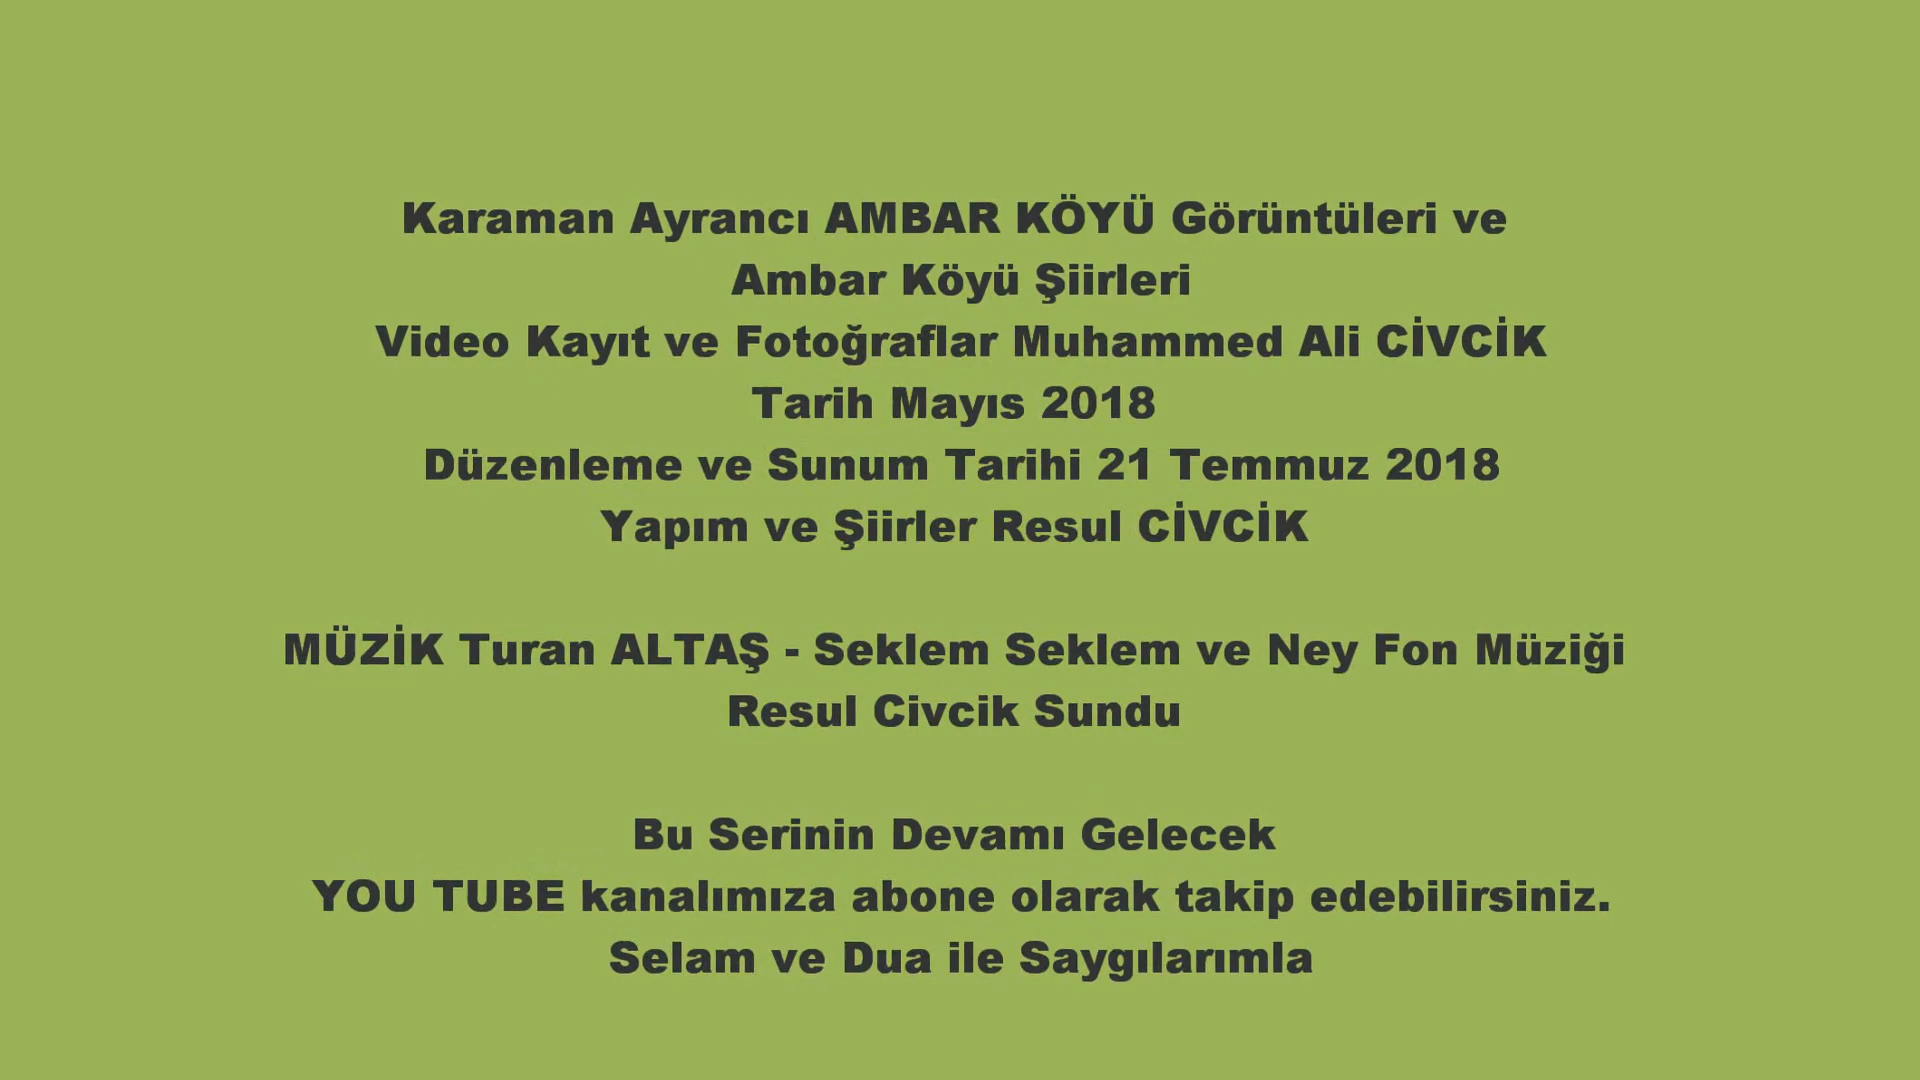 Karaman Ayrancı AMBAR KÖYÜ Görüntüleri ve
Ambar Köyü Şiirleri
Video Kayıt ve Fotoğraflar Muhammed Ali CİVCİK
Tarih Mayıs 2018
Düzenleme ve Sunum Tarihi 21 Temmuz 2018
Yapım ve Şiirler Resul CİVCİK
MÜZİK Turan ALTAŞ - Seklem Seklem ve Ney Fon Müziği
Resul Civcik Sundu
Bu Serinin Devamı Gelecek
YOU TUBE kanalımıza abone olarak takip edebilirsiniz.
Selam ve Dua ile Saygılarımla